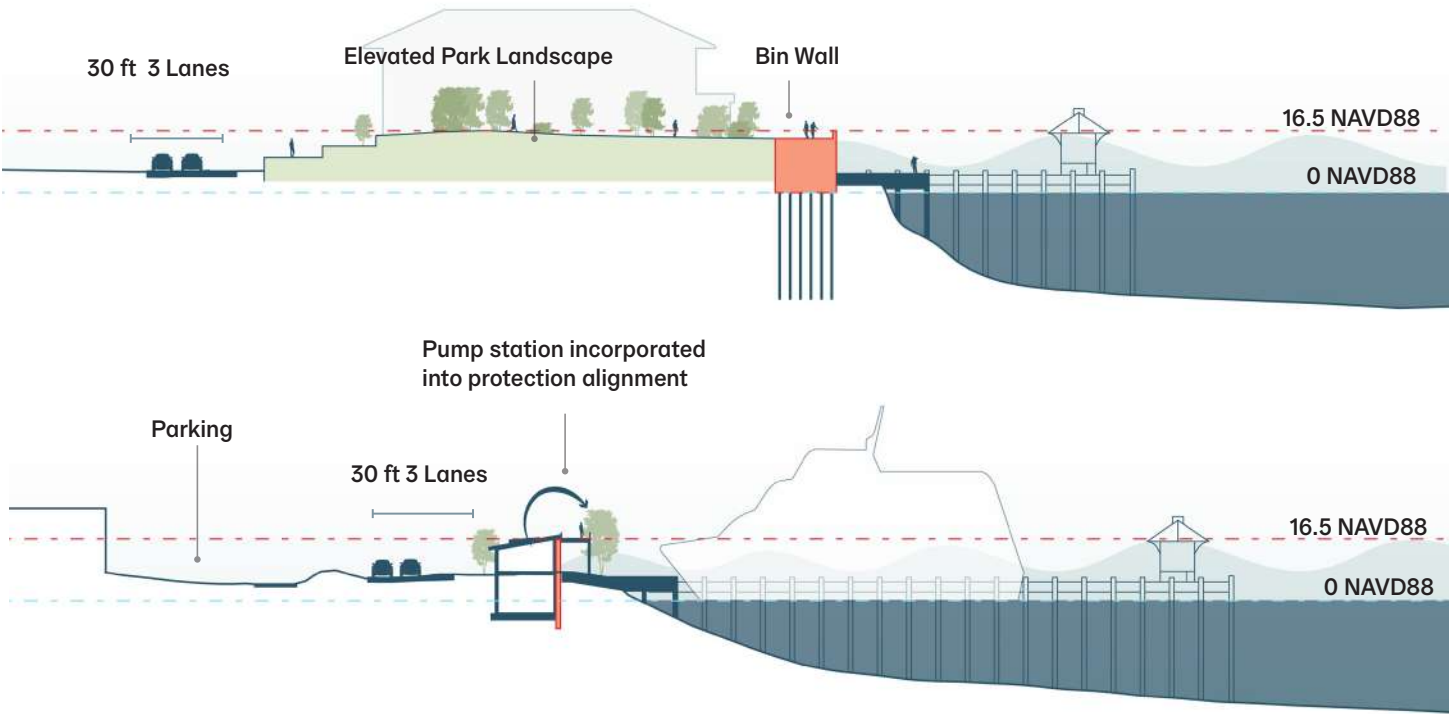 30 ft 3 Lanes
Elevated Park Landscape
Bin Wall
16.5 NAVD88
0 NAVD88
Pump station incorporated
into protection alignment
Parking
30 ft 3 Lanes
16.5 NAVD88
0 NAVD88